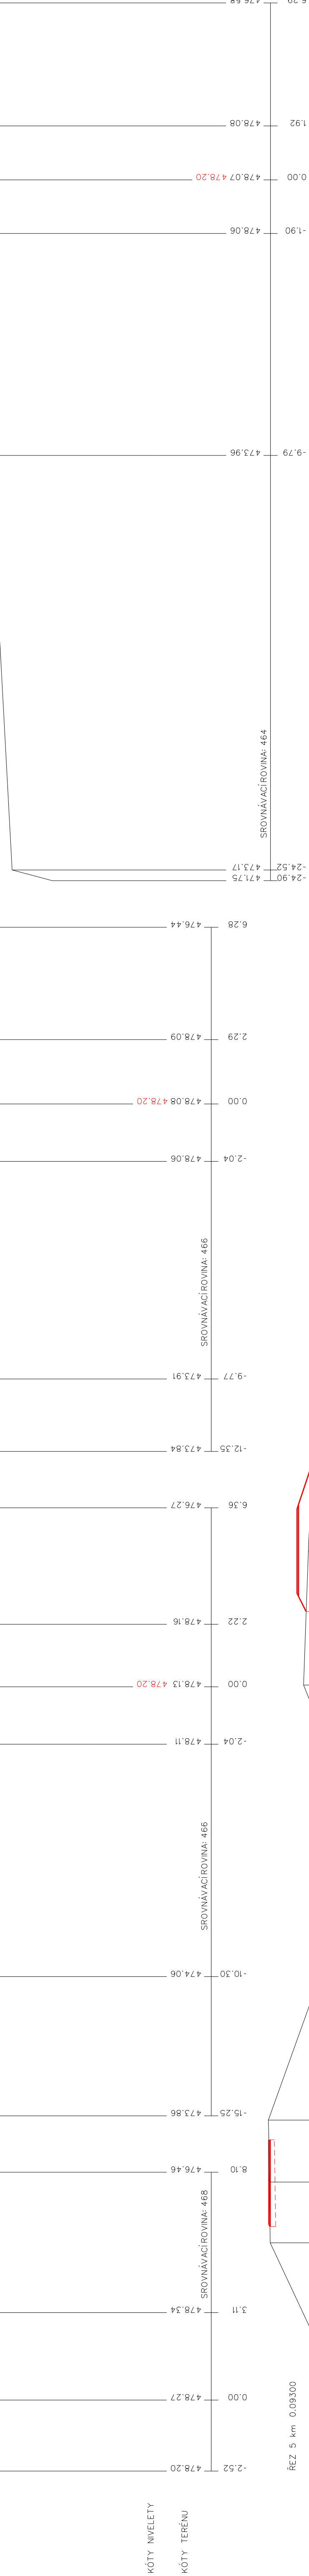 476.68 6.29
478.08 1.92
478.20 478.07 0.00
478.06 -1.90
473.96 -9.79
SROVNÁVACÍ ROVINA: 464
473.17 -24.52
471.75 -24.90
476.44 6.28
478.09 2.29
478.20 478.08 0.00
478.06 -2.04
SROVNÁVACÍ ROVINA: 466
473.91 -9.77
473.84 -12.35
476.27 6.36
478.16 2.22
478.20 478.13 0.00
478.11 -2.04
SROVNÁVACÍ ROVINA: 466
474.06 -10.30
473.86 -15.25
476.46 8.10
SROVNÁVACÍ ROVINA: 468
478.34 3.11
478.27 0.00
478.20 -2.52
ŘEZ 5 km 0.09300
KÓTY NIVELETY
KÓTY TERÉNU